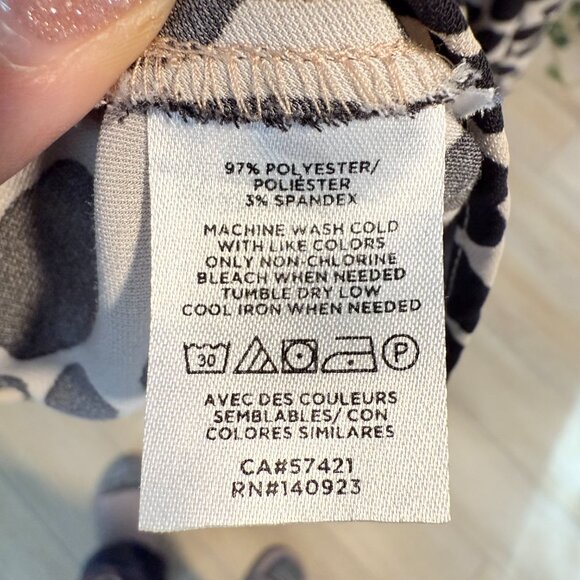 97% POLYESTER/
POLIÉSTER
3% SPANDEX
MACHINE WASH COLD
WITH LIKE COLORS
ONLY NON-CHLORINE
BLEACH WHEN NEEDED
TUMBLE DRY LOW
COOL IRON WHEN NEEDED
30 P
AVEC DES COULEURS
SEMBLABLES/ CON
COLORES SIMILARES
CA#57421
RN#140923